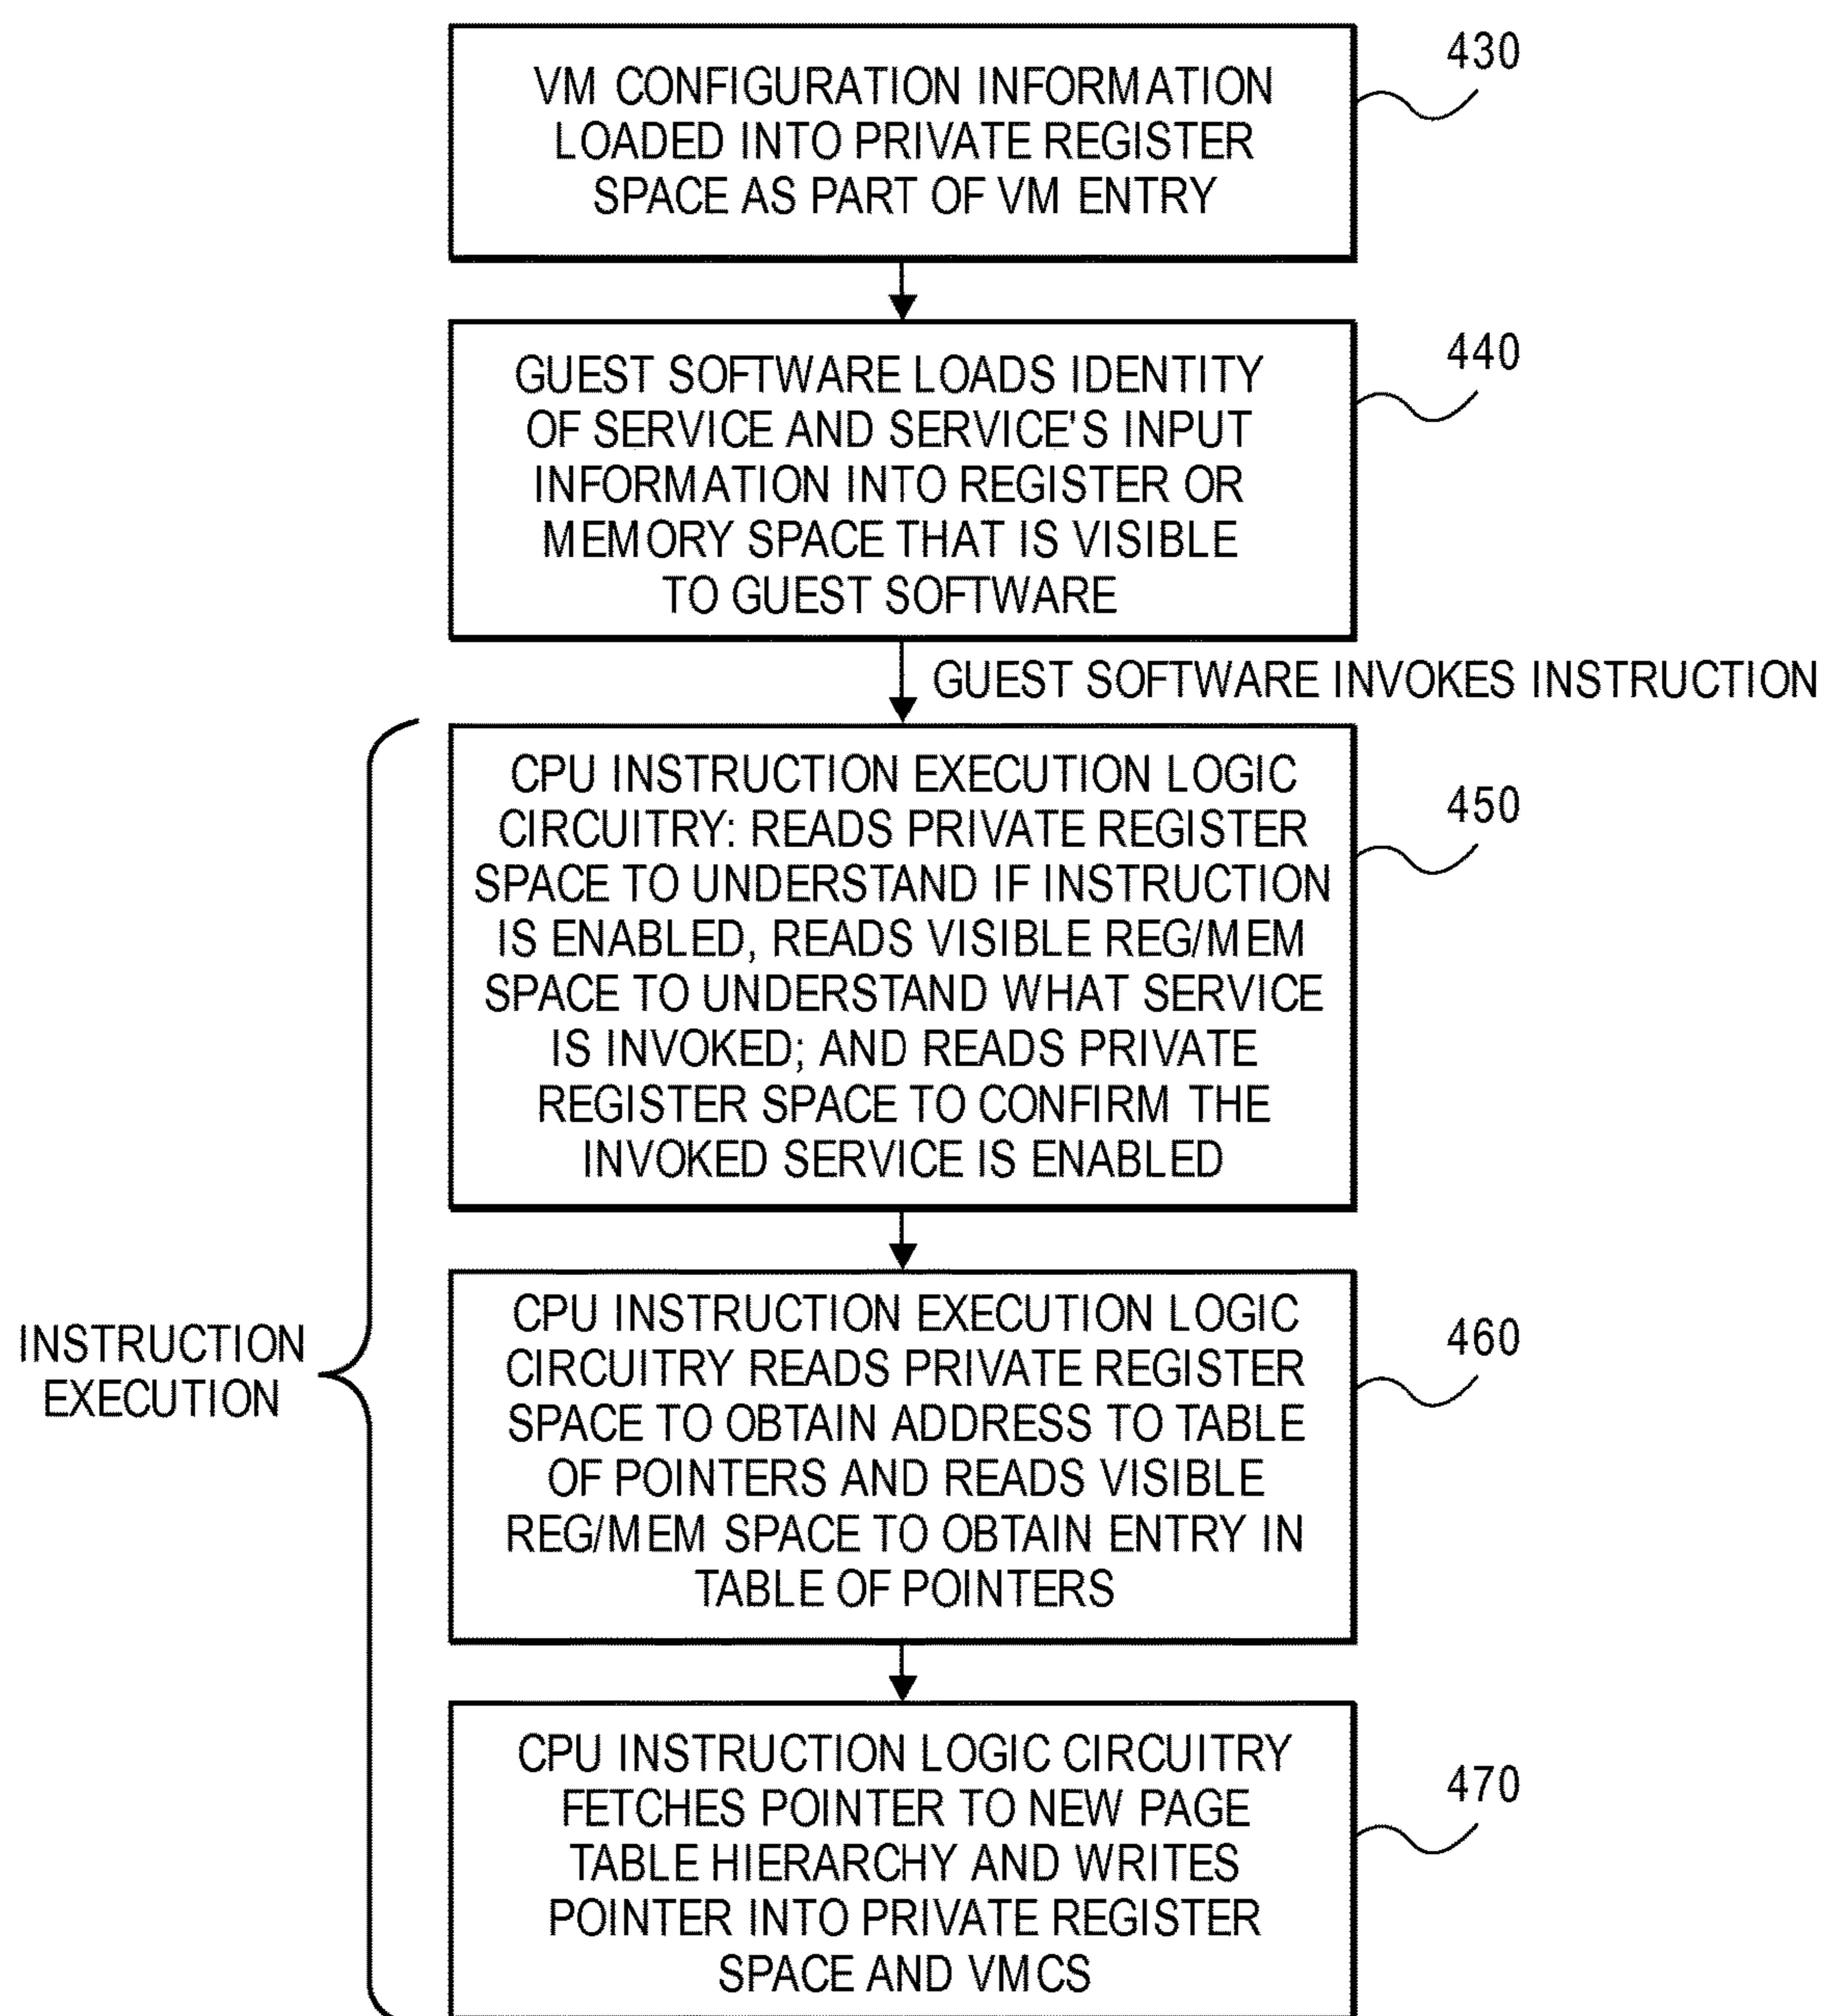 VM CONFIGURATION INFORMATION
LOADED INTO PRIVATE REGISTER
SPACE AS PART OF VM ENTRY
430
GUEST SOFTWARE LOADS IDENTITY
OF SERVICE AND SERVICE'S INPUT
INFORMATION INTO REGISTER OR
MEMORY SPACE THAT IS VISIBLE
TO GUEST SOFTWARE
440
GUEST SOFTWARE INVOKES INSTRUCTION
CPU INSTRUCTION EXECUTION LOGIC
CIRCUITRY: READS PRIVATE REGISTER
SPACE TO UNDERSTAND IF INSTRUCTION
IS ENABLED, READS VISIBLE REG/MEM
SPACE TO UNDERSTAND WHAT SERVICE
IS INVOKED; AND READS PRIVATE
REGISTER SPACE TO CONFIRM THE
INVOKED SERVICE IS ENABLED
450
INSTRUCTION
EXECUTION
CPU INSTRUCTION EXECUTION LOGIC
CIRCUITRY READS PRIVATE REGISTER
SPACE TO OBTAIN ADDRESS TO TABLE
OF POINTERS AND READS VISIBLE
REG/MEM SPACE TO OBTAIN ENTRY IN
TABLE OF POINTERS
460
CPU INSTRUCTION LOGIC CIRCUITRY
FETCHES POINTER TO NEW PAGE
TABLE HIERARCHY AND WRITES
POINTER INTO PRIVATE REGISTER
SPACE AND VMCS
470